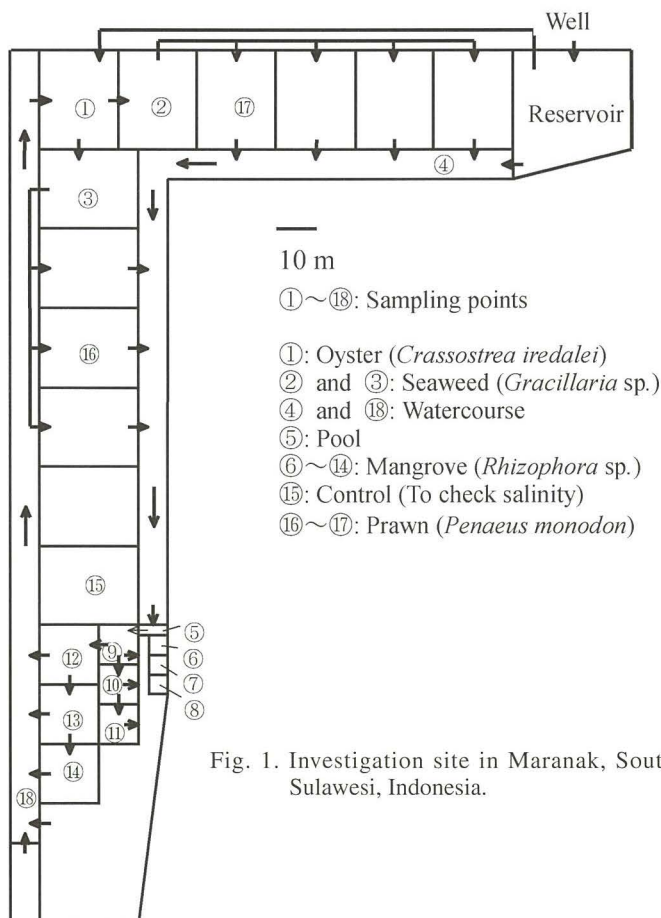 Well
Reservoir
①
②
⑰
④
③
10 m
①～⑱: Sampling points
①: Oyster (Crassostrea iredalei)
② and ③: Seaweed (Gracillaria sp.)
④ and ⑱: Watercourse
⑤: Pool
⑥～⑭: Mangrove (Rhizophora sp.)
⑮: Control (To check salinity)
⑯～⑰: Prawn (Penaeus monodon)
⑯
⑮
⑤
⑨
⑫
⑥
⑩
⑦
⑧
⑬
⑪
⑭
⑱
Fig. 1. Investigation site in Maranak, Sout
Sulawesi, Indonesia.